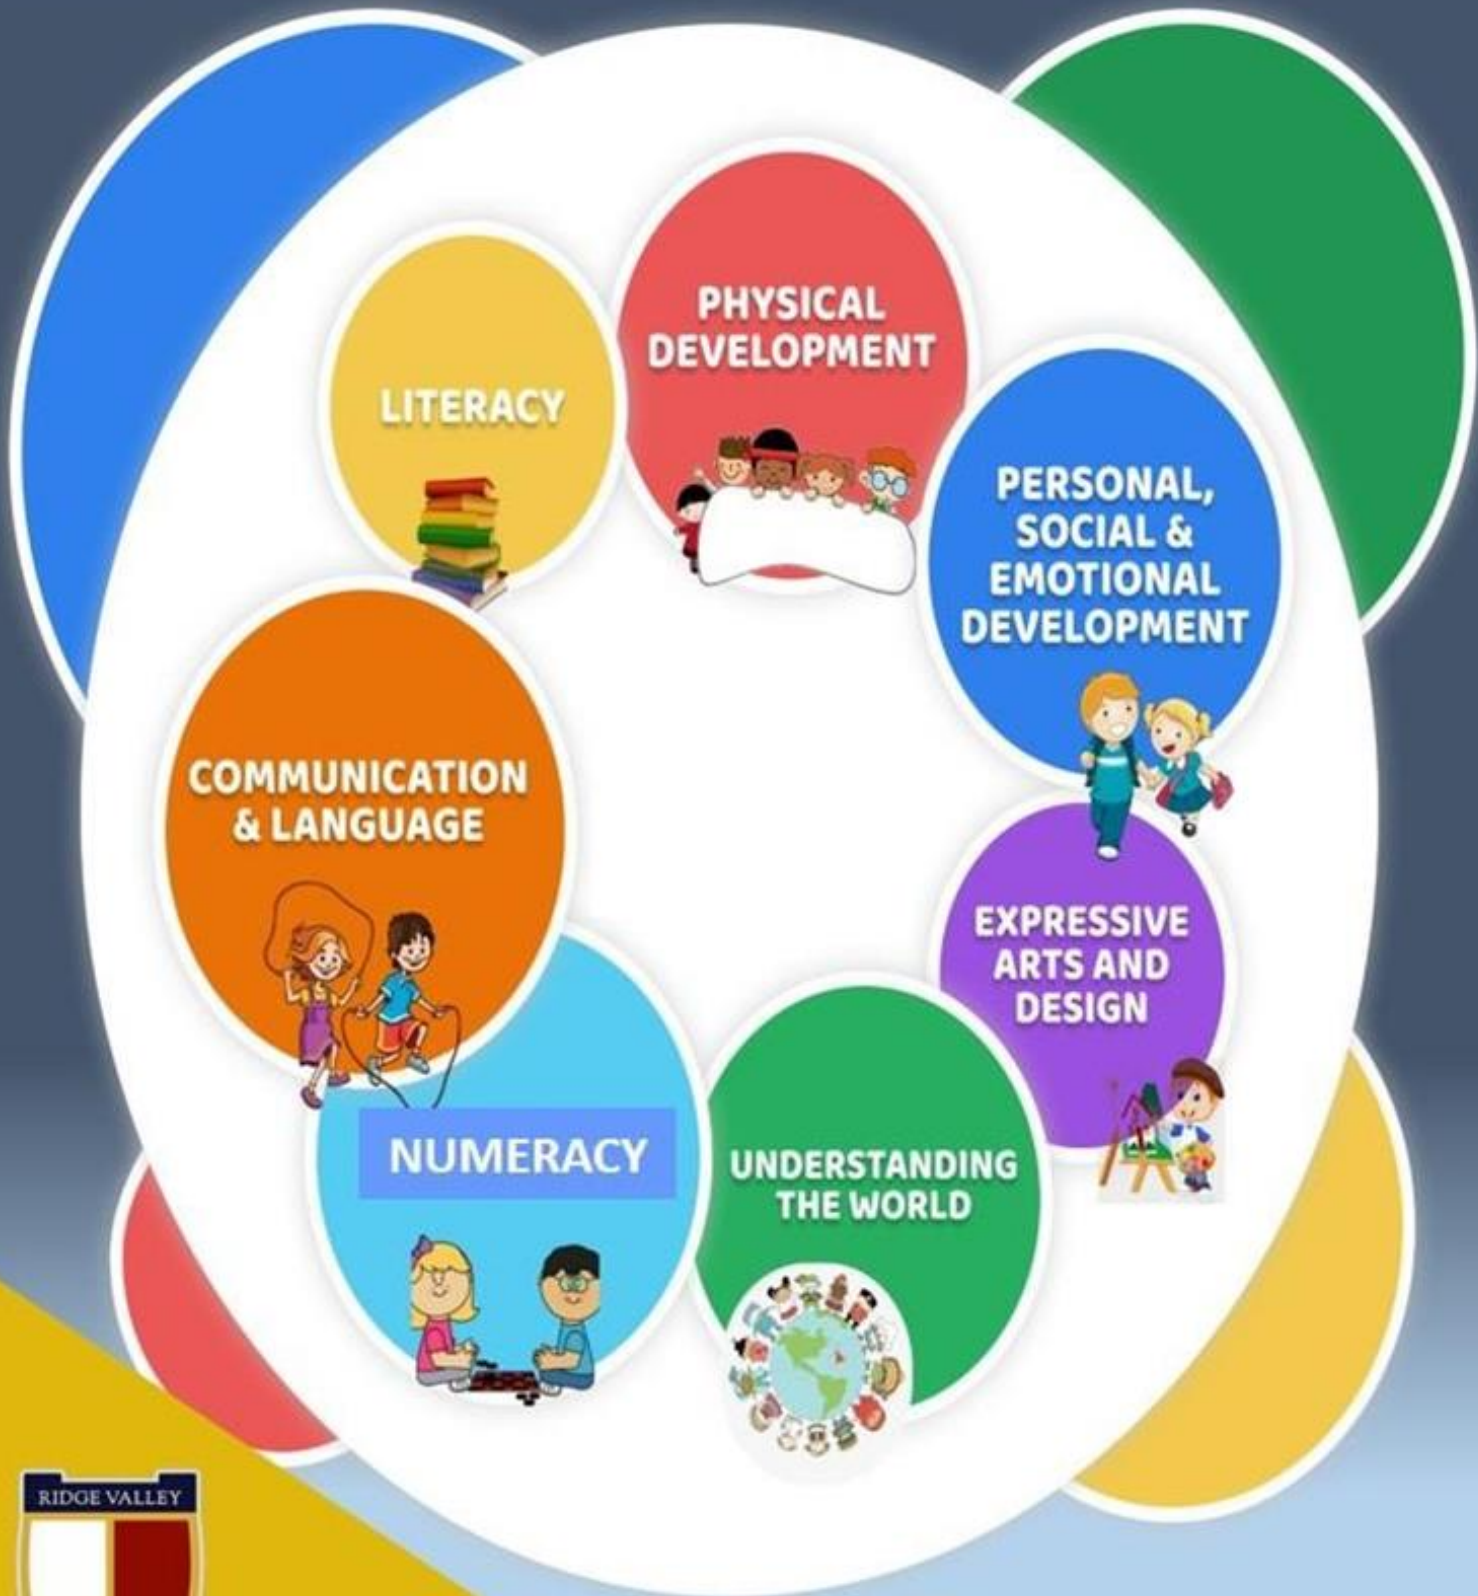 PHYSICAL
DEVELOPMENT
LITERACY
PERSONAL,
SOCIAL &
EMOTIONAL
DEVELOPMENT
COMMUNICATION
& LANGUAGE
EXPRESSIVE
ARTS AND
DESIGN
NUMERACY
UNDERSTANDING
THE WORLD
RIDGE VALLEY